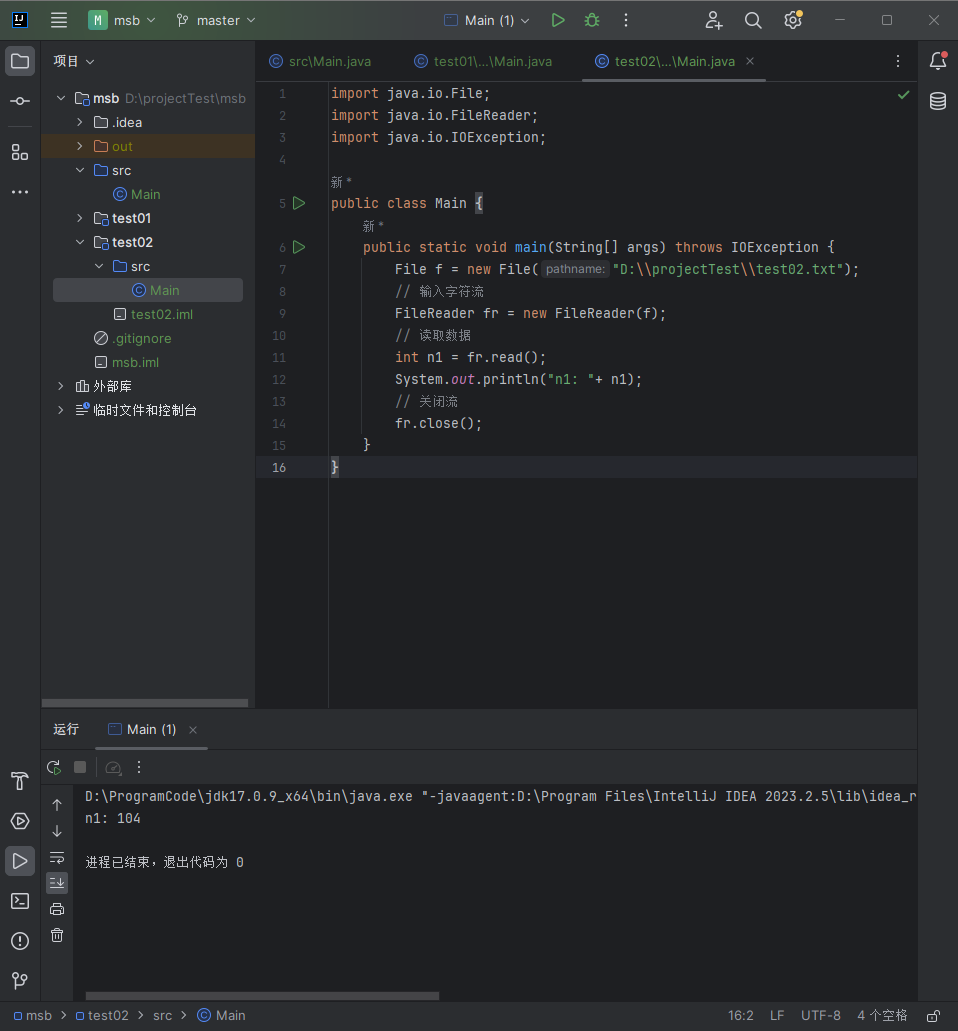 M msb master Main (1)
项目
src\Main.java test01\...\Main.java test02\...\Main.java
msb D:\projectTest\msb
.idea
out
src
Main
test01
test02
src
Main
test02.iml
.gitignore
msb.iml
外部库
临时文件和控制台
1 import java.io.File;
2 import java.io.FileReader;
3 import java.io.IOException;
4
新 *
5 public class Main {
新 *
6 public static void main(String[] args) throws IOException {
7 File f = new File( pathname: "D:\\projectTest\\test02.txt");
8 // 输入字符流
9 FileReader fr = new FileReader(f);
10 // 读取数据
11 int n1 = fr.read();
12 System.out.println("n1: "+ n1);
13 // 关闭流
14 fr.close();
15 }
16 }
运行 Main (1)
D:\ProgramCode\jdk17.0.9_x64\bin\java.exe "-javaagent:D:\Program Files\IntelliJ IDEA 2023.2.5\lib\idea_r
n1: 104
进程已结束，退出代码为 0
msb test02 src Main 16:2 LF UTF-8 4 个空格